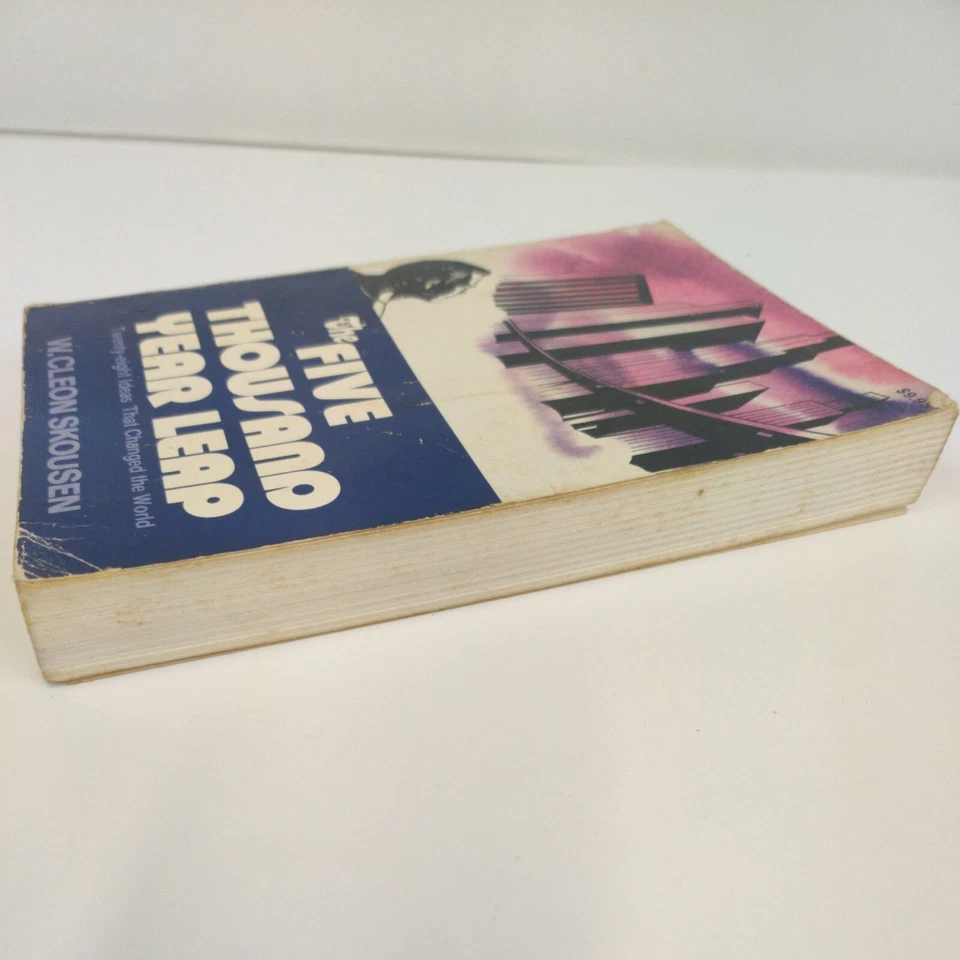 the FIVE
THOUSAND
YEAR LEAP
Twenty-eight Ideas That Changed the World
W. CLEON SKOUSEN